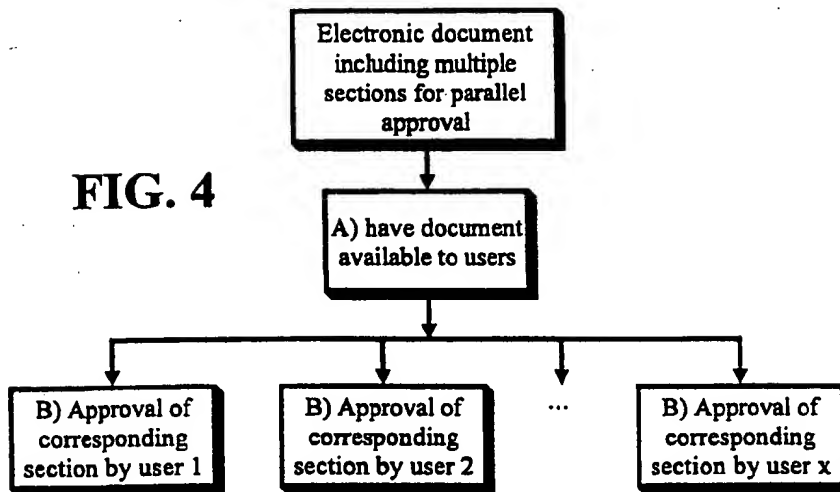 Electronic document
including multiple
sections for parallel
approval
FIG. 4
A) have document
available to users
B) Approval of
corresponding
section by user 1
B) Approval of
corresponding
section by user 2
...
B) Approval of
corresponding
section by user x